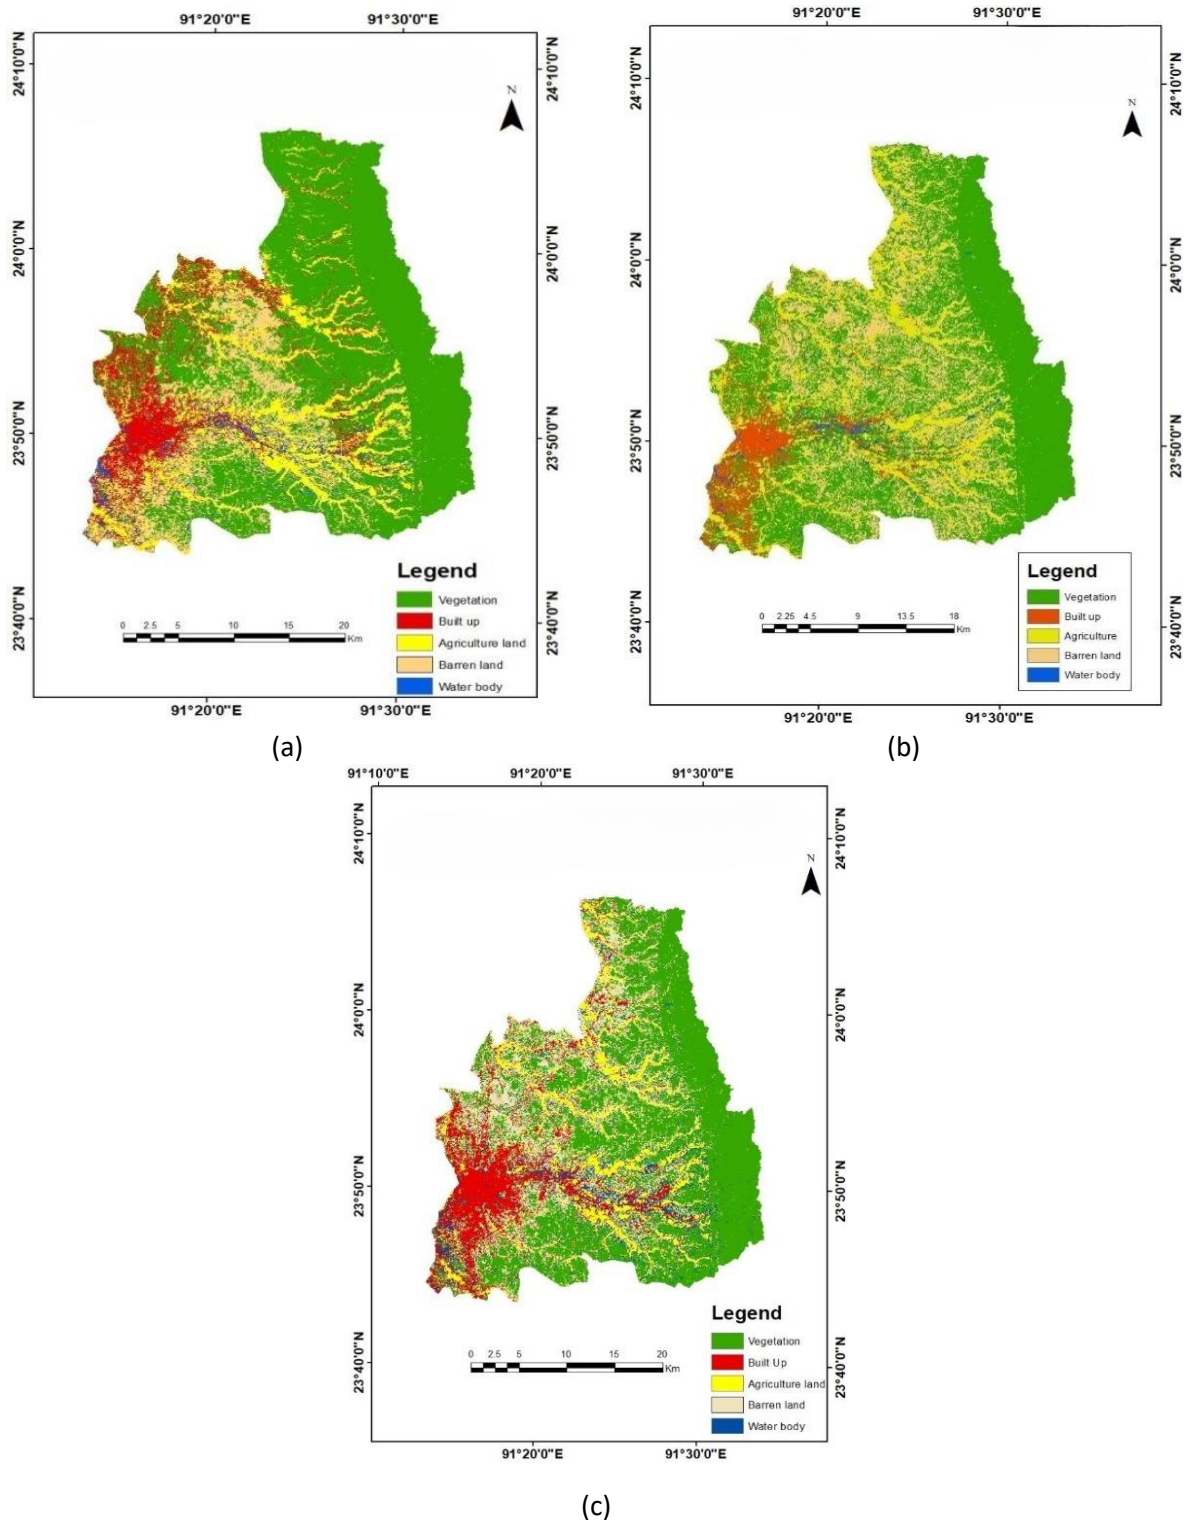 91°20'0"E 91°30'0"E
24°10'0"N
24°0'0"N
23°50'0"N
23°40'0"N
24°10'0"N
24°0'0"N
23°50'0"N
23°40'0"N
N
Legend
Vegetation
Built up
Agriculture land
Barren land
Water body
0 2.5 5 10 15 20
Km
91°20'0"E 91°30'0"E
(a)
91°20'0"E 91°30'0"E
24°10'0"N
24°0'0"N
23°50'0"N
23°40'0"N
24°10'0"N
24°0'0"N
23°50'0"N
23°40'0"N
N
Legend
Vegetation
Built up
Agriculture
Barren land
Water body
0 2.25 4.5 9 13.5 18
Km
91°20'0"E 91°30'0"E
(b)
91°10'0"E 91°20'0"E 91°30'0"E
24°10'0"N
24°0'0"N
23°50'0"N
23°40'0"N
24°10'0"N
24°0'0"N
23°50'0"N
23°40'0"N
N
Legend
Vegetation
Built Up
Agriculture land
Barren land
Water body
0 2.5 5 10 15 20
Km
91°20'0"E 91°30'0"E
(c)